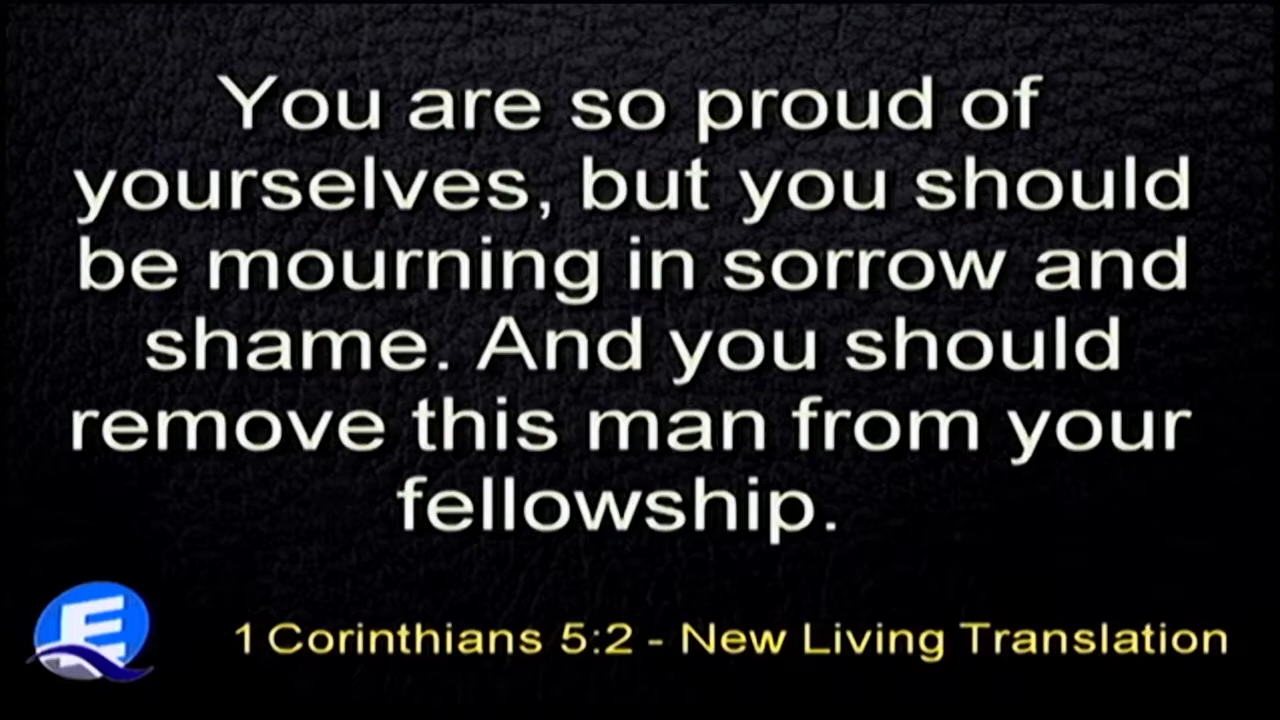 You are so proud of
yourselves, but you should
be mourning in sorrow and
shame. And you should
remove this man from your
fellowship.
E
1 Corinthians 5:2 - New Living Translation